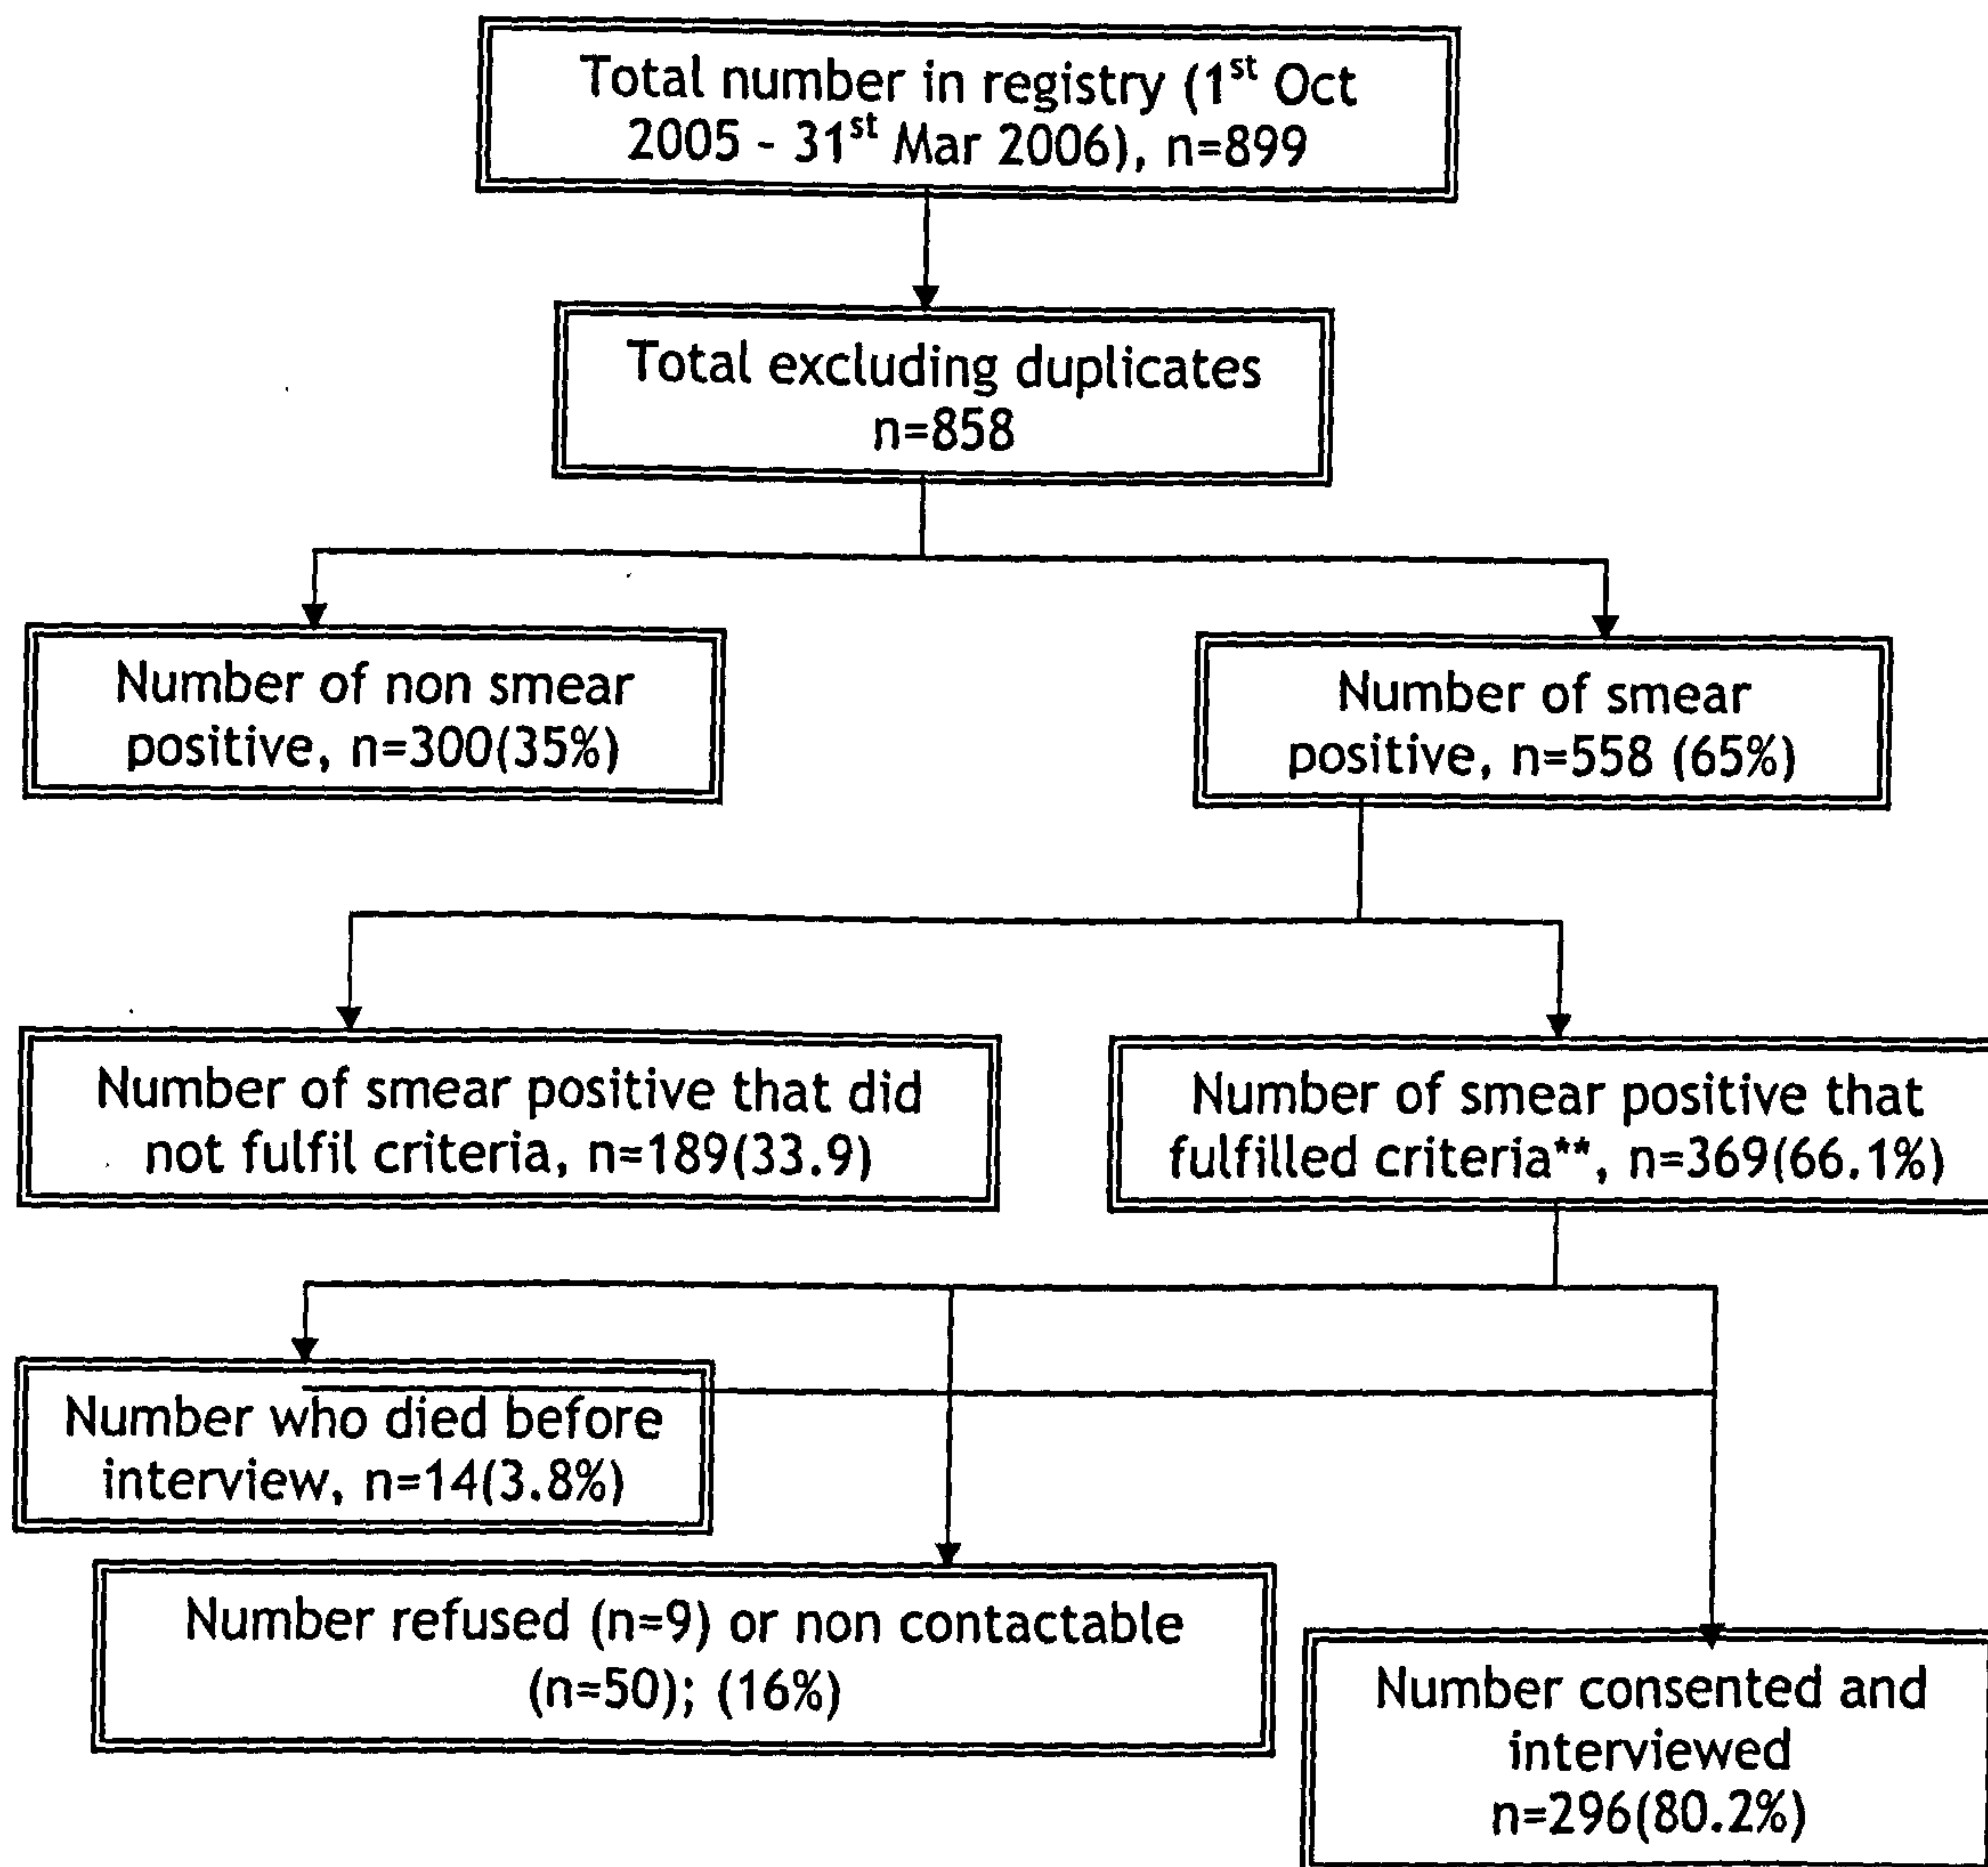 Total number in registry (1st Oct
2005 - 31st Mar 2006), n=899
Total excluding duplicates
n=858
Number of non smear
positive, n=300(35%)
Number of smear
positive, n=558 (65%)
Number of smear positive that did
not fulfil criteria, n=189(33.9)
Number of smear positive that
fulfilled criteria**, n=369(66.1%)
Number who died before
interview, n=14(3.8%)
Number refused (n=9) or non contactable
(n=50); (16%)
Number consented and
interviewed
n=296(80.2%)